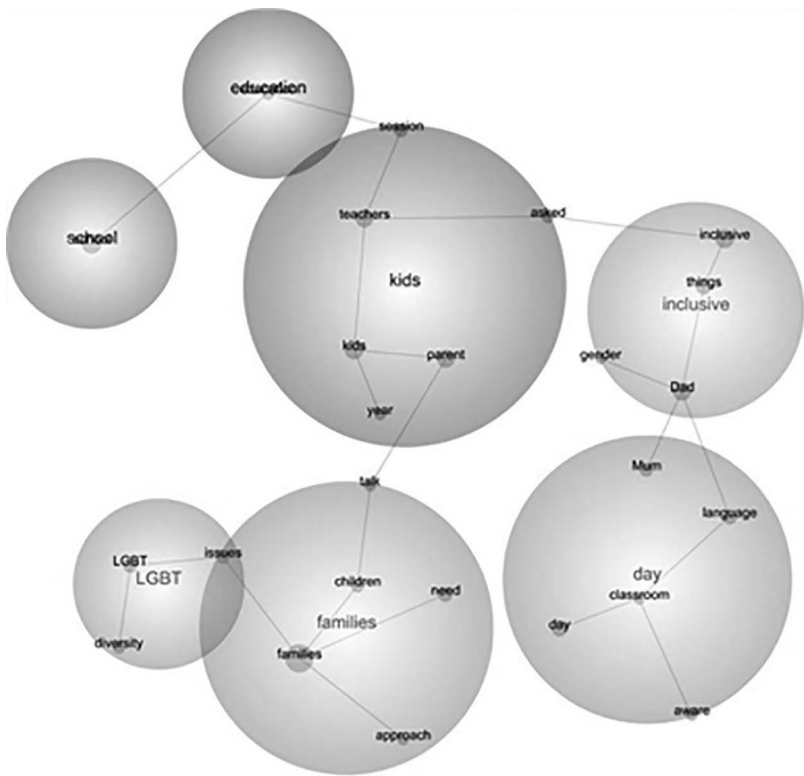 education
session
teachers
asked
school
inclusive
kids
things
inclusive
kids
parent
gender
Dad
year
Mum
talk
language
issues
LGBT
LGBT
children
day
need
classroom
families
day
diversity
families
aware
approach